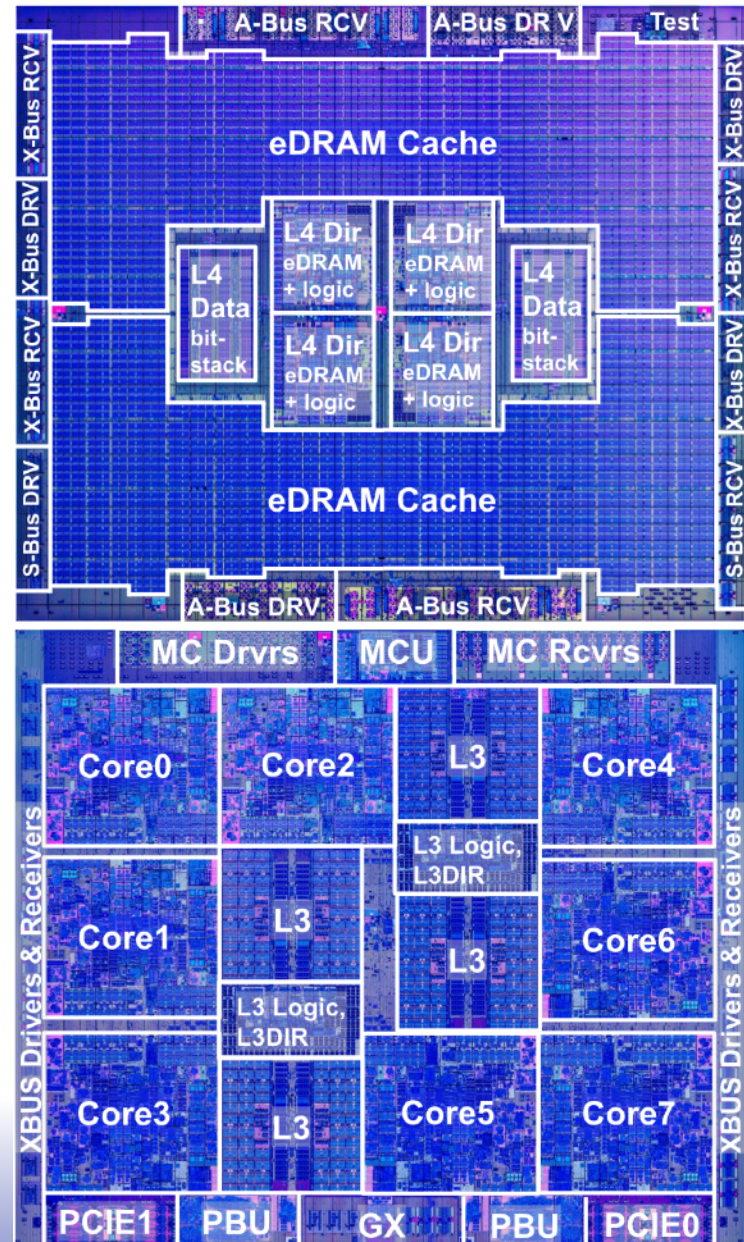 A-Bus RCV
A-Bus DR V
Test
X-Bus RCV
X-Bus DRV
X-Bus RCV
S-Bus DRV
X-Bus DRV
X-Bus RCV
X-Bus DRV
S-Bus RCV
eDRAM Cache
L4 Dir
eDRAM
+ logic
L4 Dir
eDRAM
+ logic
L4
Data
bit-
stack
L4
Data
bit-
stack
L4 Dir
eDRAM
+ logic
L4 Dir
eDRAM
+ logic
eDRAM Cache
A-Bus DRV
A-Bus RCV
MC Drvrs
MCU
MC Rcvrs
XBUS Drivers & Receivers
XBUS Drivers & Receivers
Core0
Core2
L3
Core4
L3 Logic,
L3DIR
Core1
L3
L3
Core6
L3 Logic,
L3DIR
Core3
L3
Core5
Core7
PCIE1
PBU
GX
PBU
PCIE0